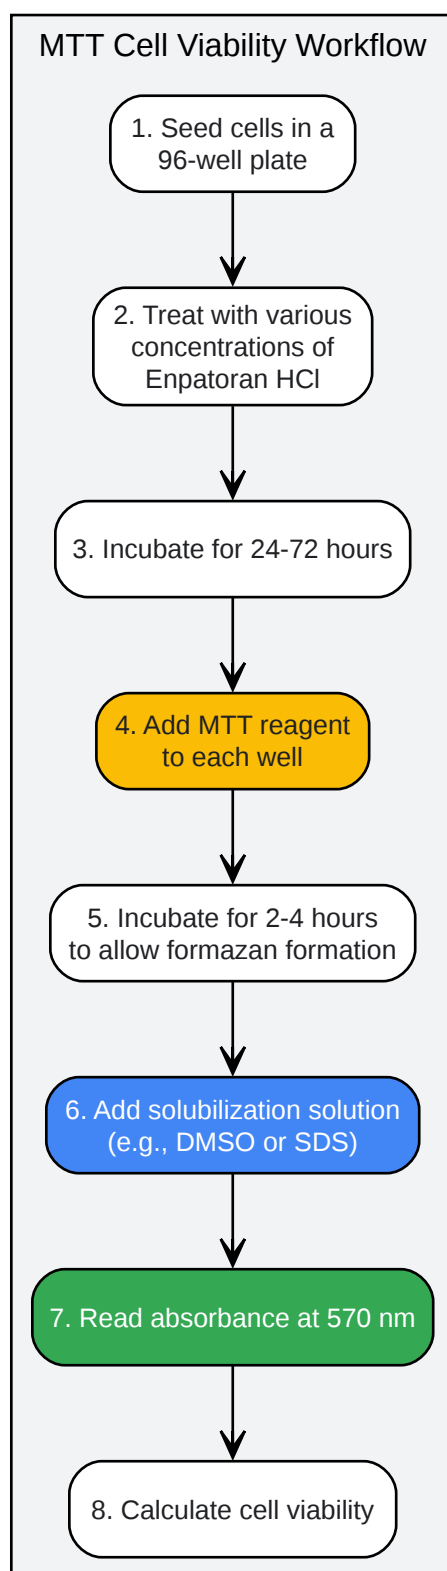 MTT Cell Viability Workflow
1. Seed cells in a
96-well plate
2. Treat with various
concentrations of
Enpatoran HCl
3. Incubate for 24-72 hours
4. Add MTT reagent
to each well
5. Incubate for 2-4 hours
to allow formazan formation
6. Add solubilization solution
(e.g., DMSO or SDS)
7. Read absorbance at 570 nm
8. Calculate cell viability